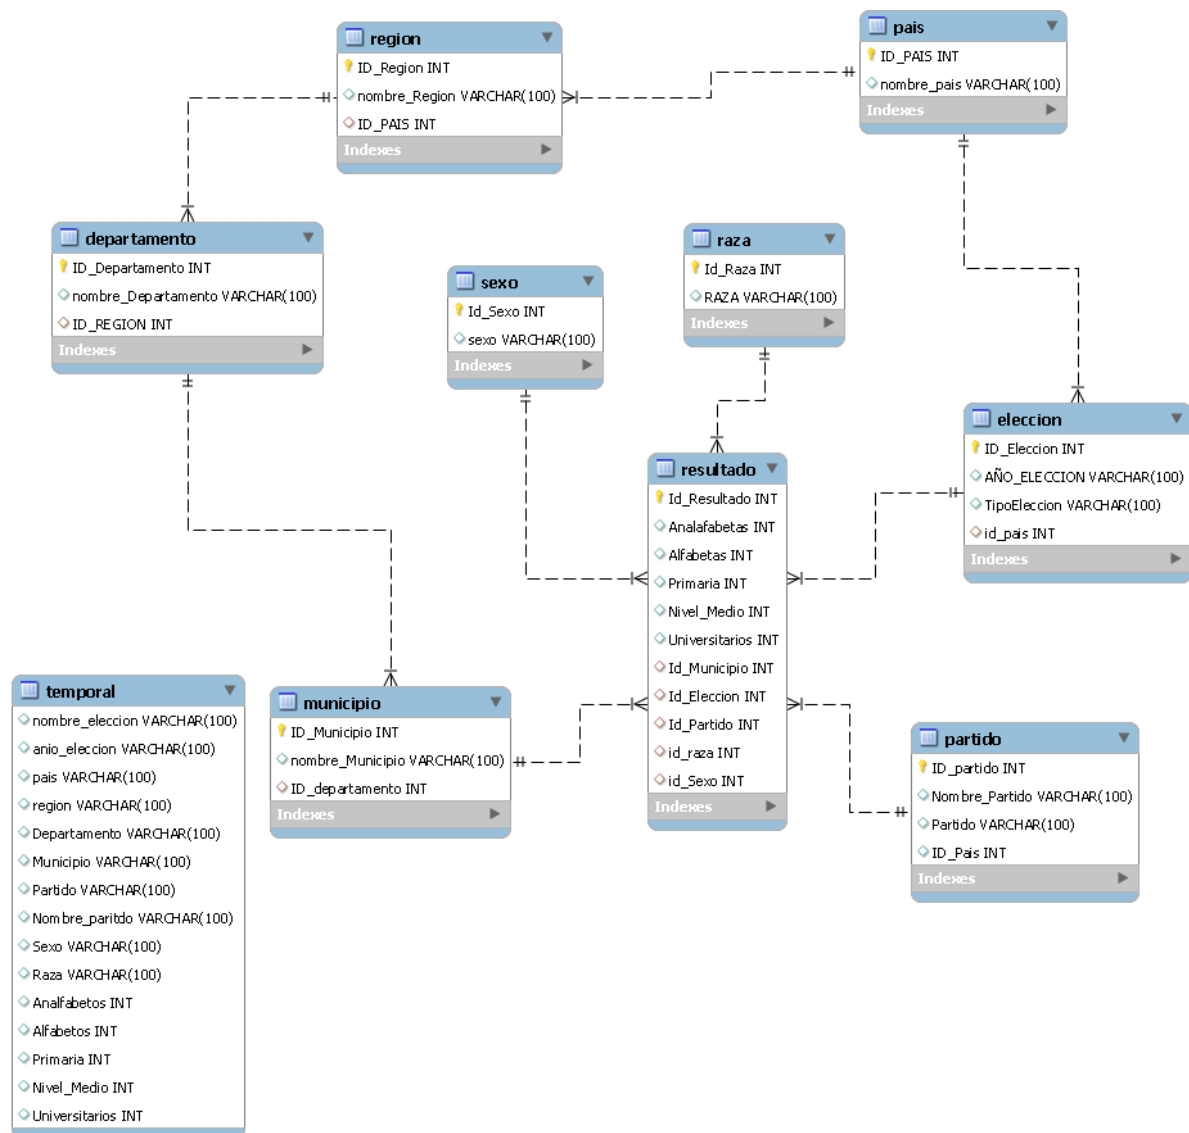 region
ID_Region INT
nombre_Region VARCHAR(100)
ID_PAIS INT
Indexes
pais
ID_PAIS INT
nombre_pais VARCHAR(100)
Indexes
departamento
ID_Departamento INT
nombre_Departamento VARCHAR(100)
ID_REGION INT
Indexes
sexo
Id_Sexo INT
sexo VARCHAR(100)
Indexes
raza
Id_Raza INT
RAZA VARCHAR(100)
Indexes
eleccion
ID_Eleccion INT
AÑO_ELECCION VARCHAR(100)
TipoEleccion VARCHAR(100)
id_pais INT
Indexes
resultado
Id_Resultado INT
Analafabetas INT
Alfabetas INT
Primaria INT
Nivel_Medio INT
Universitarios INT
Id_Municipio INT
Id_Eleccion INT
Id_Partido INT
id_raza INT
id_Sexo INT
Indexes
temporal
nombre_eleccion VARCHAR(100)
anio_eleccion VARCHAR(100)
pais VARCHAR(100)
region VARCHAR(100)
Departamento VARCHAR(100)
Municipio VARCHAR(100)
Partido VARCHAR(100)
Nombre_paritdo VARCHAR(100)
Sexo VARCHAR(100)
Raza VARCHAR(100)
Analfabetos INT
Alfabetos INT
Primaria INT
Nivel_Medio INT
Universitarios INT
municipio
ID_Municipio INT
nombre_Municipio VARCHAR(100)
ID_departamento INT
Indexes
partido
ID_partido INT
Nombre_Partido VARCHAR(100)
Partido VARCHAR(100)
ID_Pais INT
Indexes